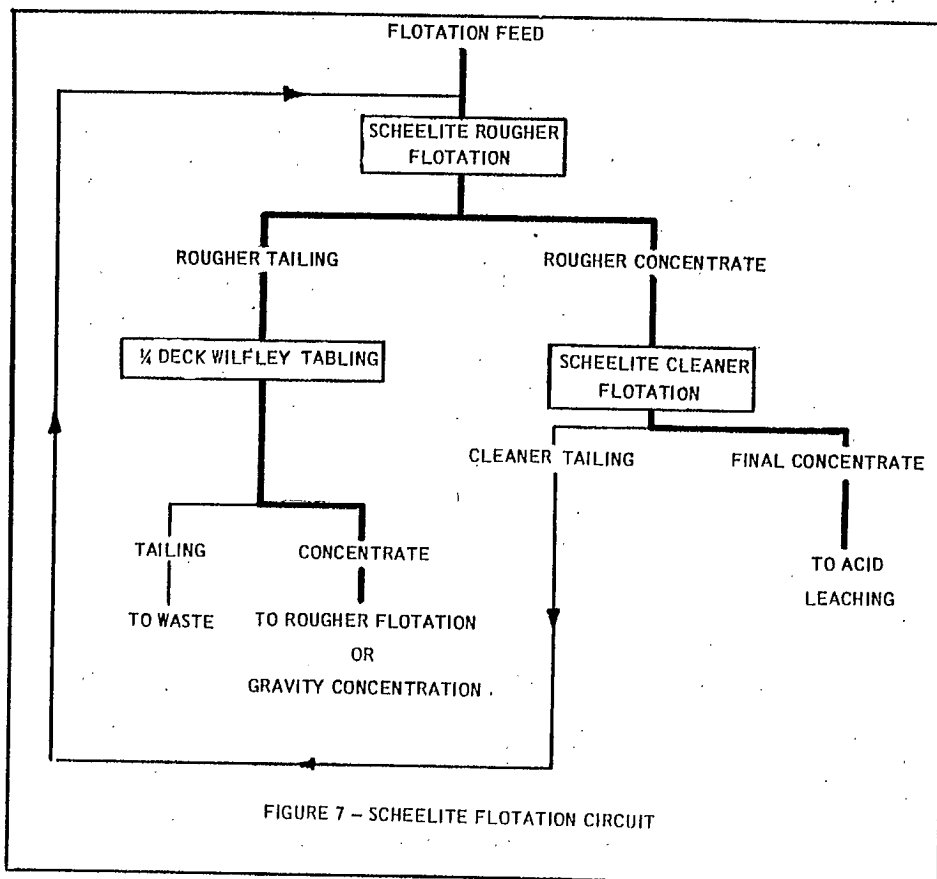 FLOTATION FEED
SCHEELITE ROUGHER
FLOTATION
ROUGHER TAILING
ROUGHER CONCENTRATE
¼ DECK WILFLEY TABLING
SCHEELITE CLEANER
FLOTATION
CLEANER TAILING
FINAL CONCENTRATE
TAILING
CONCENTRATE
TO ACID
LEACHING
TO WASTE
TO ROUGHER FLOTATION
OR
GRAVITY CONCENTRATION
FIGURE 7 – SCHEELITE FLOTATION CIRCUIT